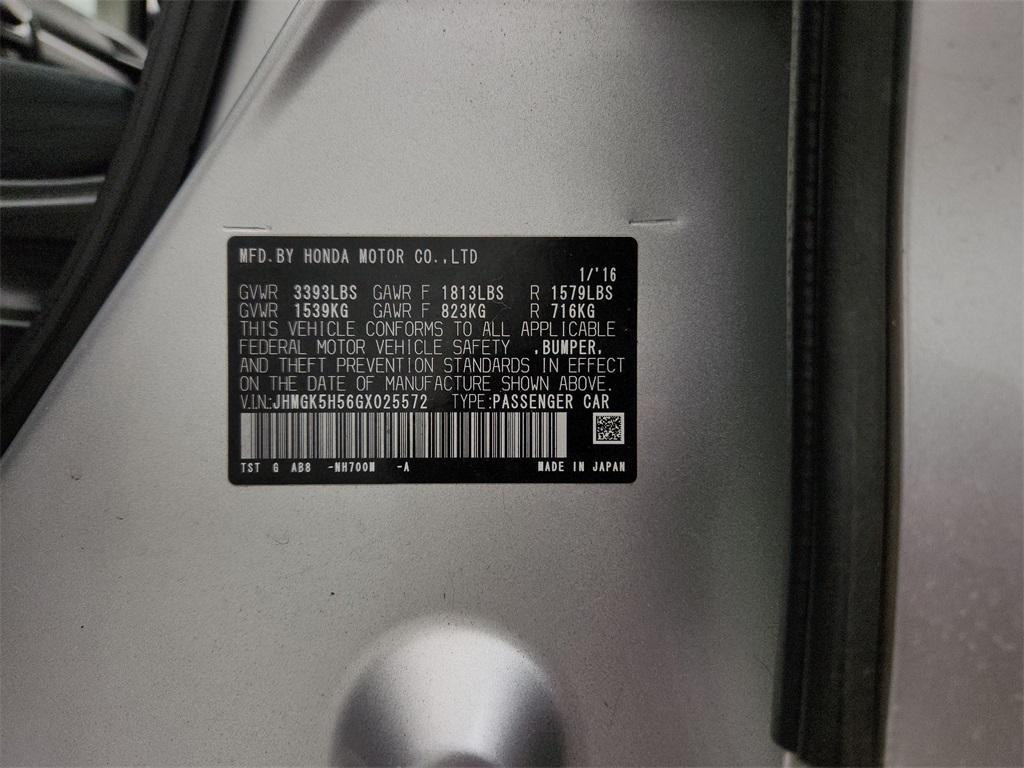 MFD.BY HONDA MOTOR CO.,LTD
1/'16
GVWR 3393LBS GAWR F 1813LBS R 1579LBS
GVWR 1539KG GAWR F 823KG R 716KG
THIS VEHICLE CONFORMS TO ALL APPLICABLE
FEDERAL MOTOR VEHICLE SAFETY ,BUMPER,
AND THEFT PREVENTION STANDARDS IN EFFECT
ON THE DATE OF MANUFACTURE SHOWN ABOVE.
V.I.N.:JHMGK5H56GX025572 TYPE:PASSENGER CAR
TST G AB8 -NH700M -A MADE IN JAPAN